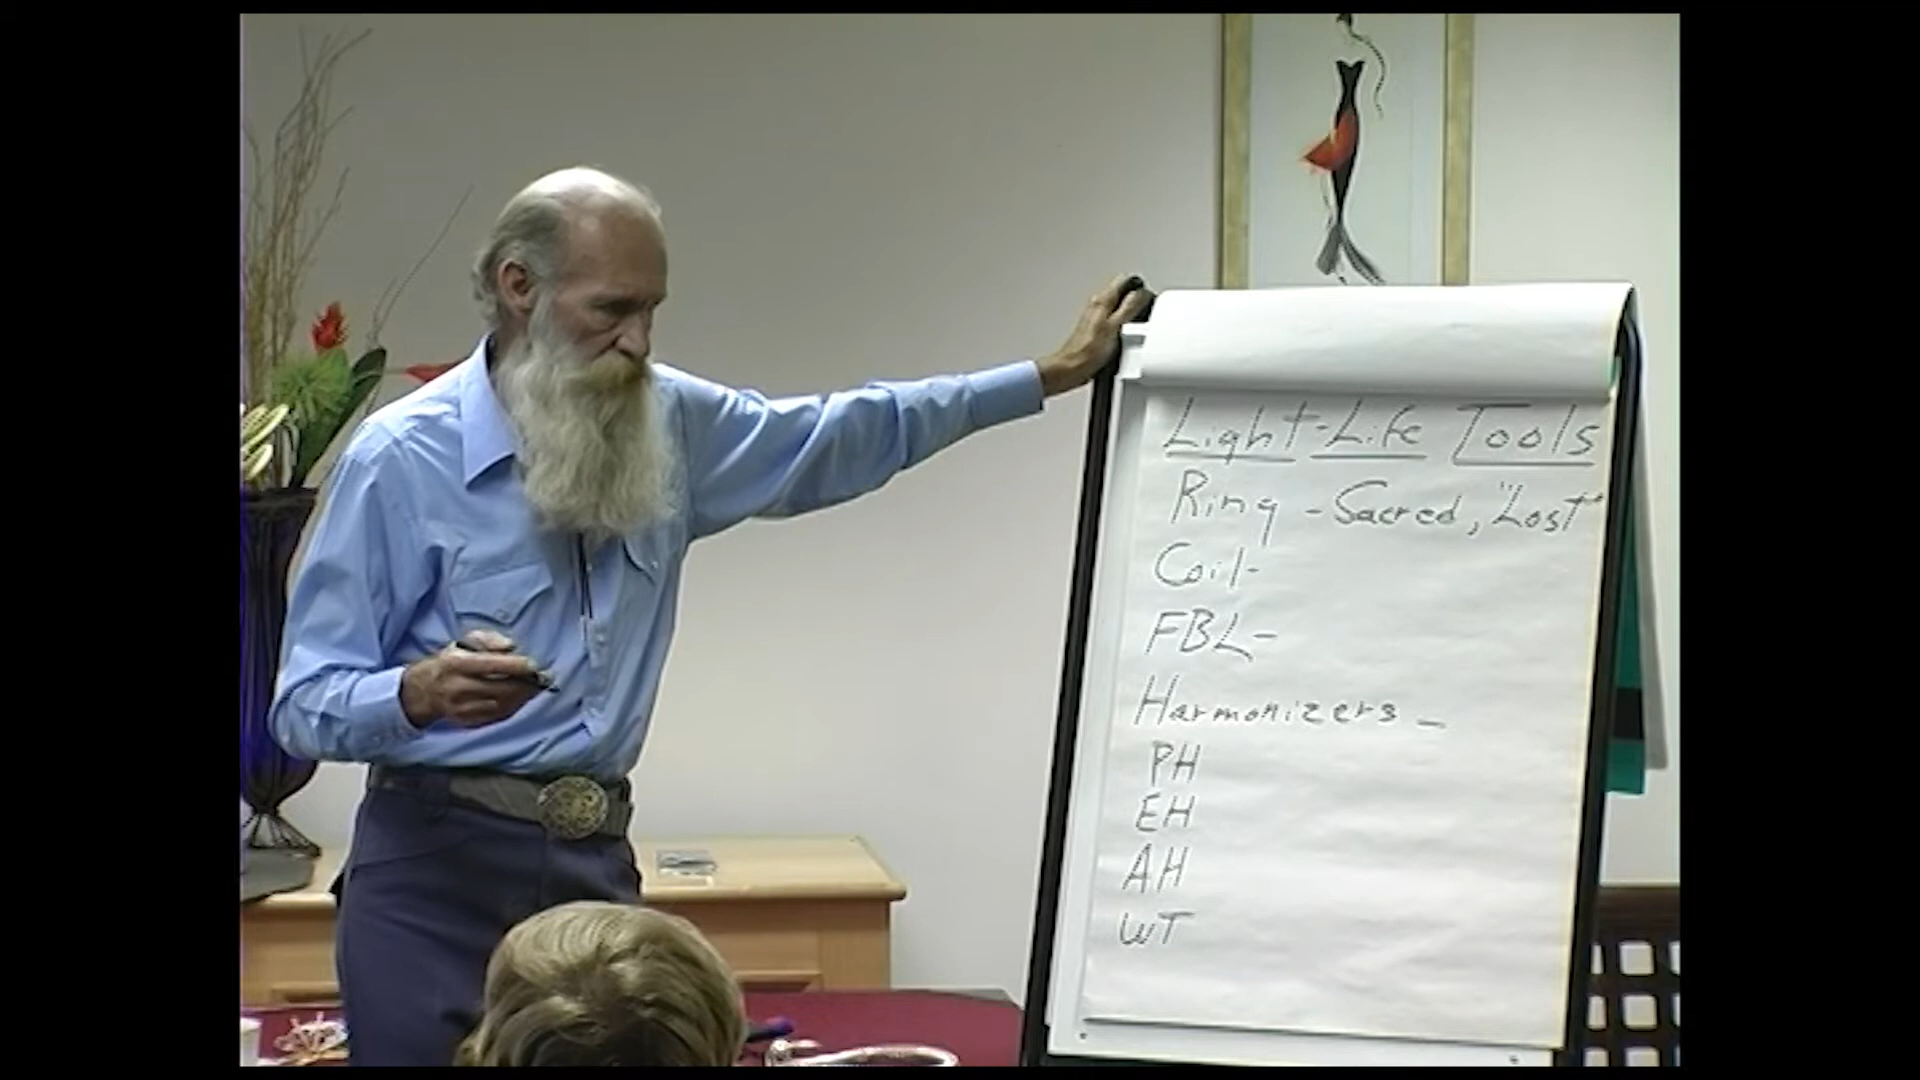 Light-Life Tools
Ring - Sacred, "Lost"
Coil-
FBL-
Harmonizers -
PH
EH
AH
WT